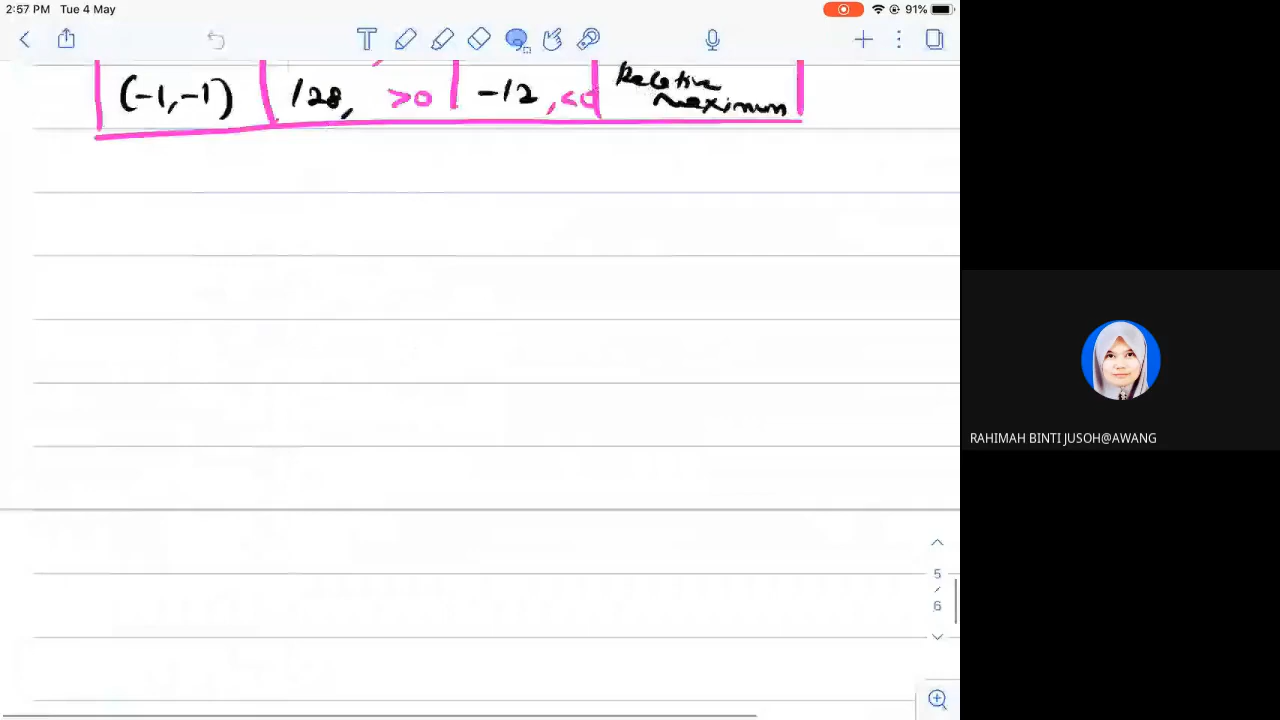 2:57 PM Tue 4 May 91%
(-1,-1) 128, >0 -12, <0 Relative
maximum
RAHIMAH BINTI JUSOH@AWANG
5
6